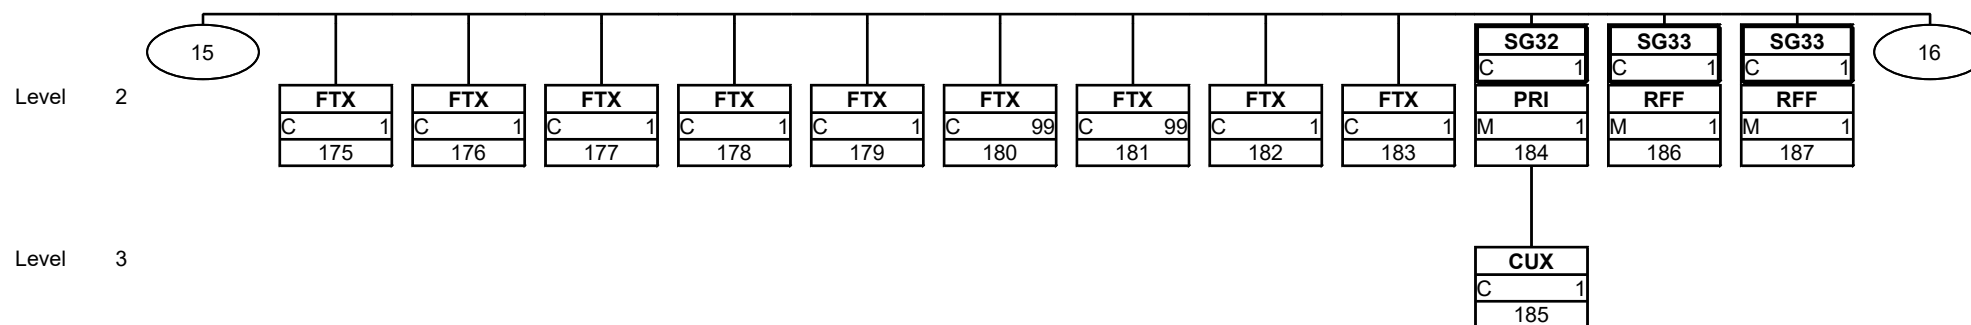 15 SG32 SG33 SG33 16
C 1 C 1 C 1
Level 2 FTX FTX FTX FTX FTX FTX FTX FTX FTX PRI RFF RFF
C 1 C 1 C 1 C 1 C 1 C 99 C 99 C 1 C 1 M 1 M 1 M 1
175 176 177 178 179 180 181 182 183 184 186 187
Level 3 CUX
C 1
185